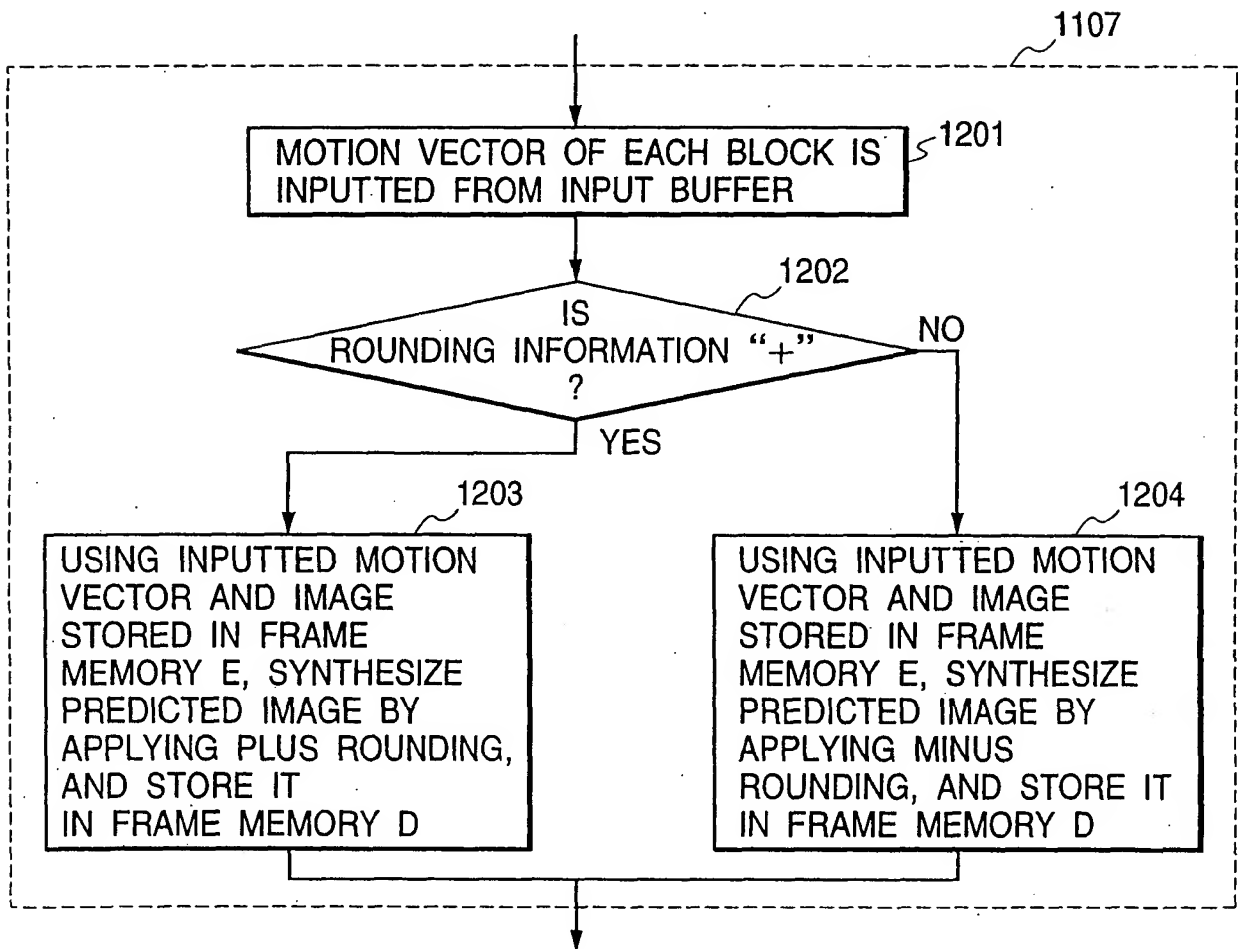 1107
MOTION VECTOR OF EACH BLOCK IS
INPUTTED FROM INPUT BUFFER
1201
1202
IS
ROUNDING INFORMATION “+”
?
NO
YES
1203
USING INPUTTED MOTION
VECTOR AND IMAGE
STORED IN FRAME
MEMORY E, SYNTHESIZE
PREDICTED IMAGE BY
APPLYING PLUS ROUNDING,
AND STORE IT
IN FRAME MEMORY D
1204
USING INPUTTED MOTION
VECTOR AND IMAGE
STORED IN FRAME
MEMORY E, SYNTHESIZE
PREDICTED IMAGE BY
APPLYING MINUS
ROUNDING, AND STORE IT
IN FRAME MEMORY D